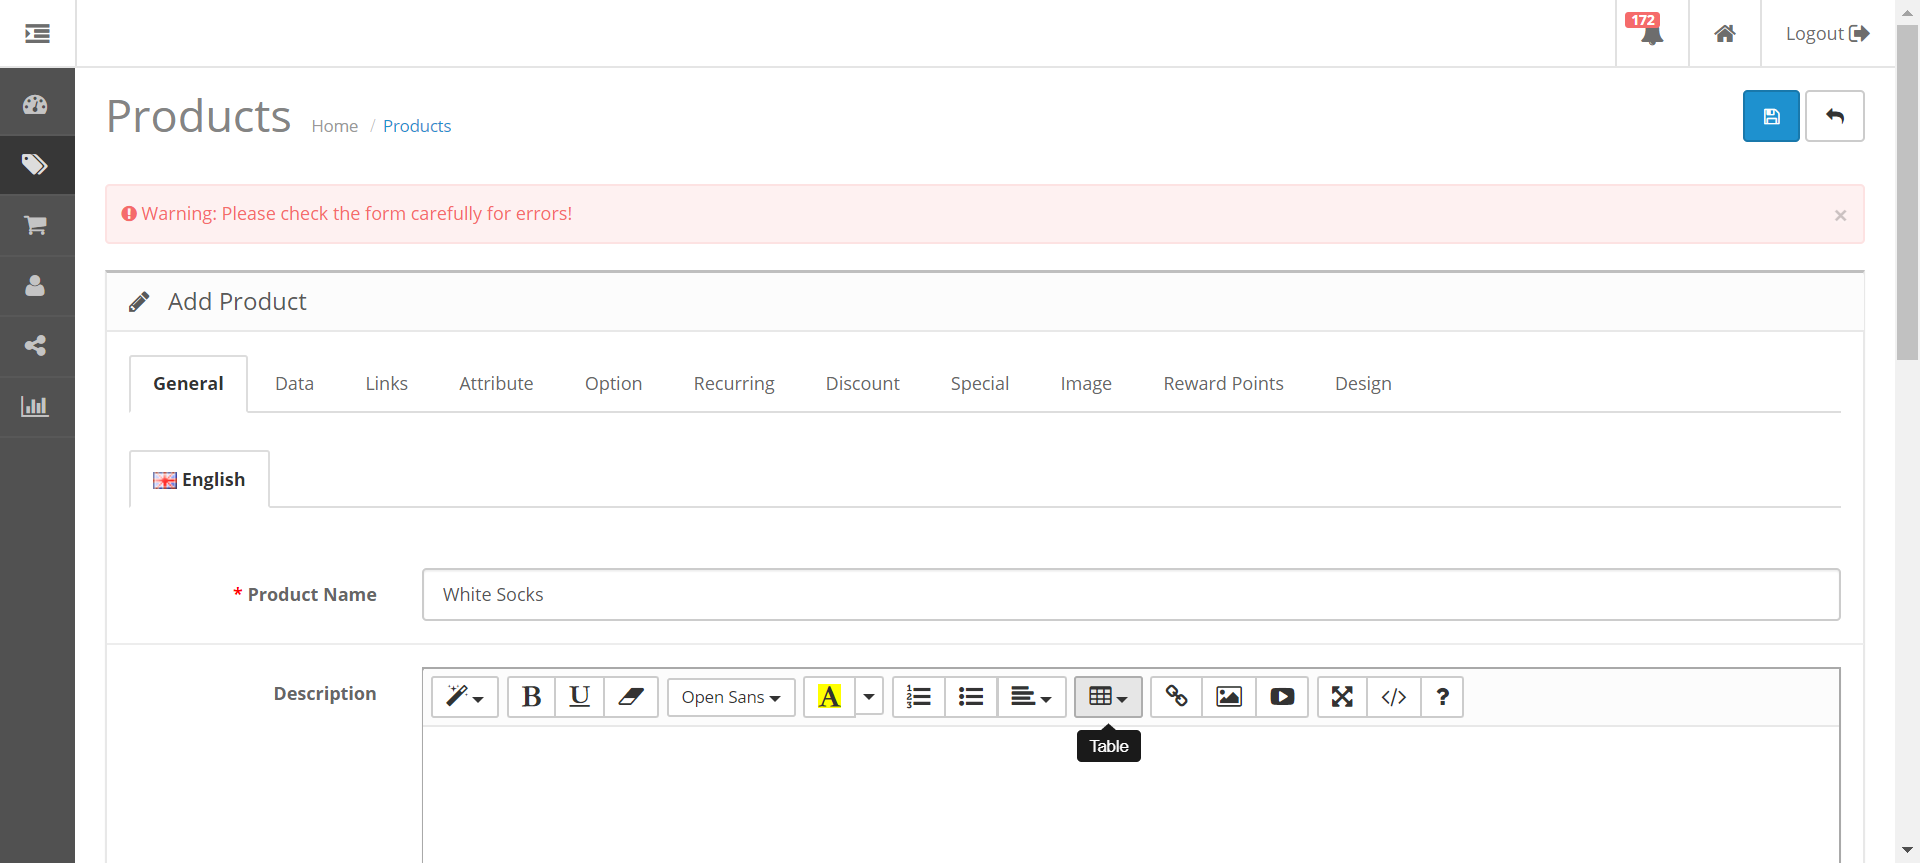 172
Logout
Products
Home / Products
Warning: Please check the form carefully for errors!
×
Add Product
General Data Links Attribute Option Recurring Discount Special Image Reward Points Design
English
* Product Name
White Socks
Description
B U Open Sans A </> ?
Table